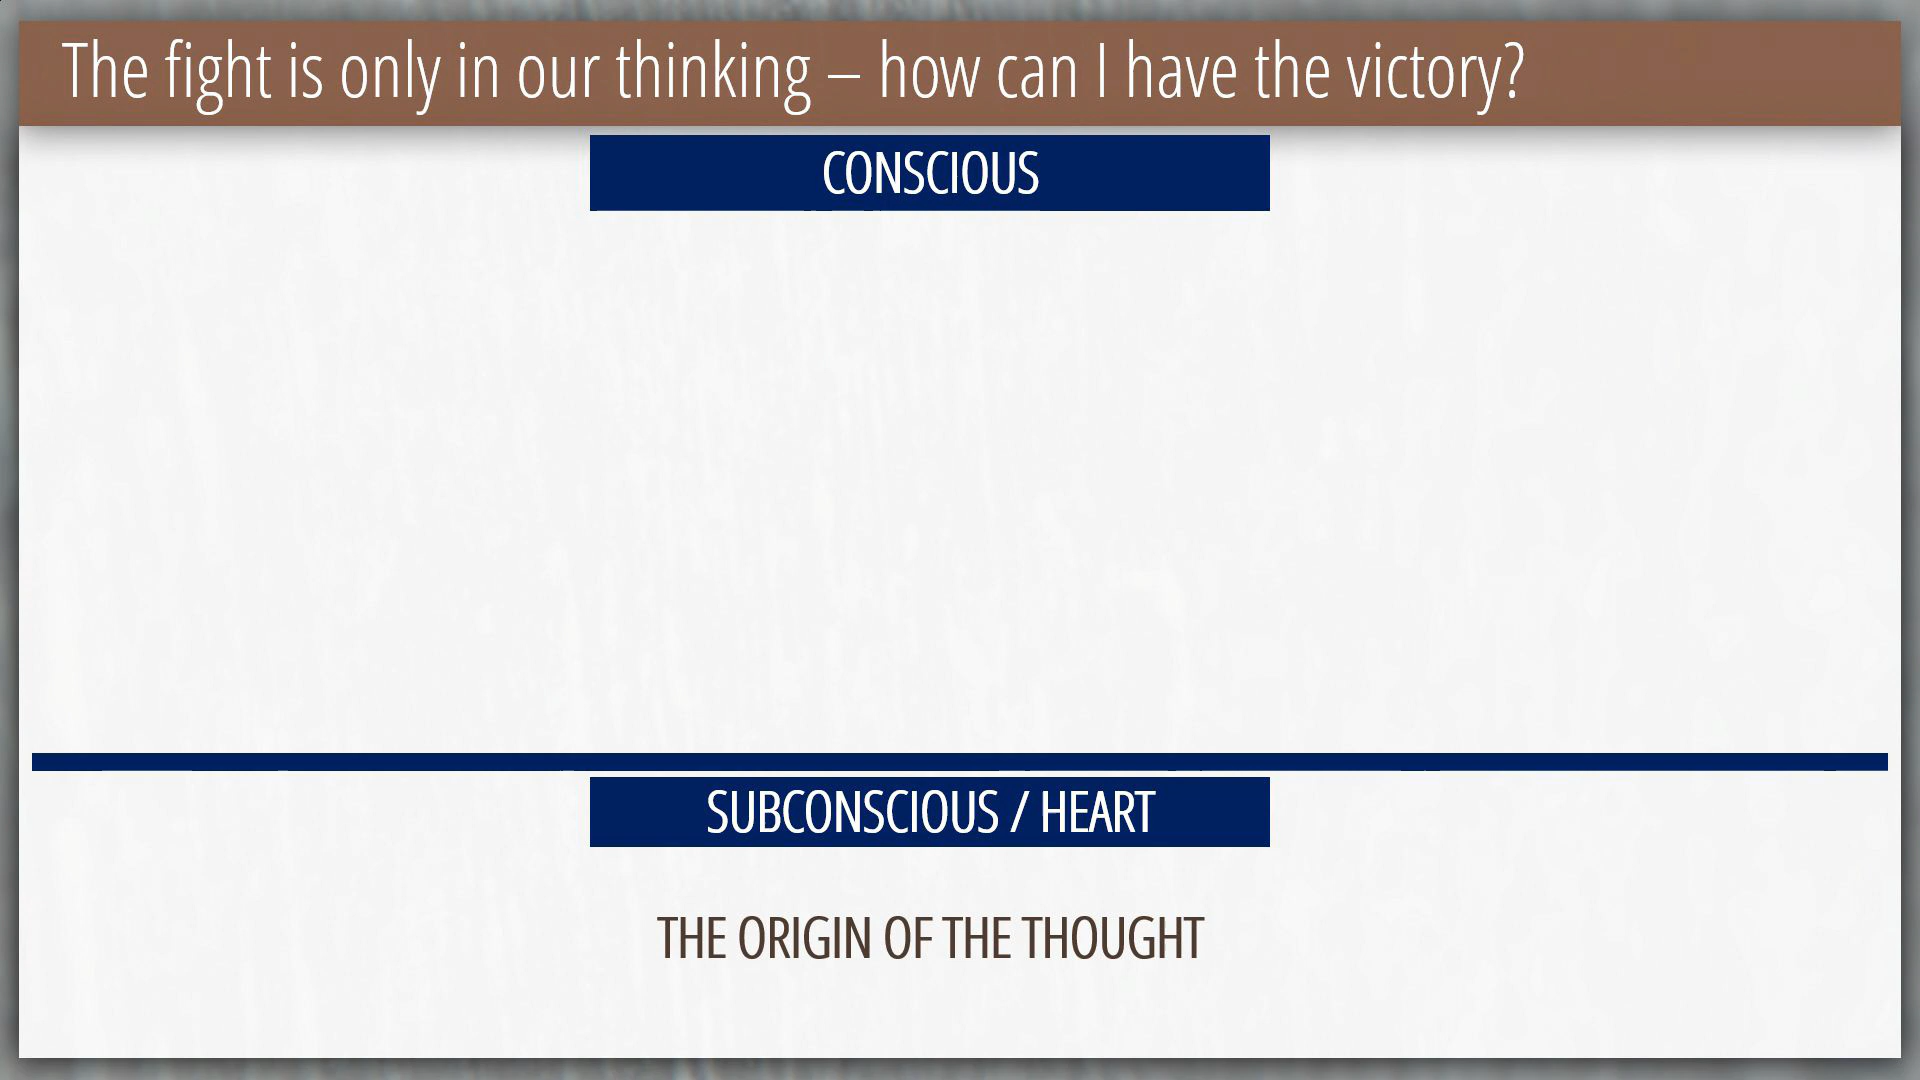 The fight is only in our thinking – how can I have the victory?
CONSCIOUS
SUBCONSCIOUS / HEART
THE ORIGIN OF THE THOUGHT